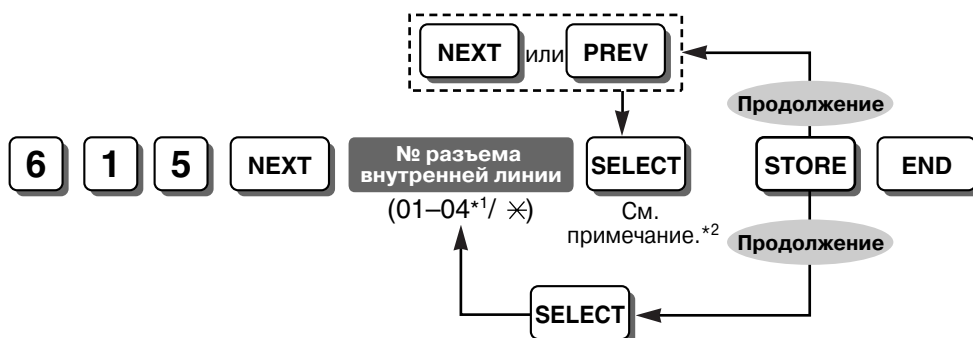 NEXT или PREV
Продолжение
6 1 5 NEXT № разъема внутренней линии SELECT STORE END
(01–04*1/ ✳)
См. примечание.*2
Продолжение
SELECT